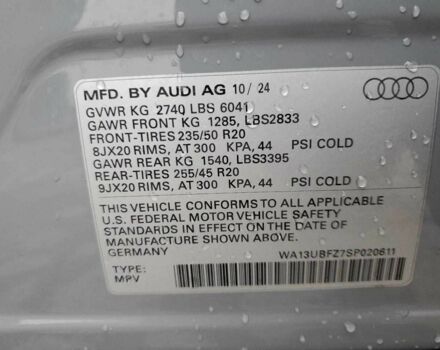 MFD. BY AUDI AG 10/ 24
GVWR KG 2740 LBS 6041
GAWR FRONT KG 1285, LBS2833
FRONT-TIRES 235/50 R20
8JX20 RIMS, AT 300 KPA, 44 PSI COLD
GAWR REAR KG 1540, LBS3395
REAR-TIRES 255/45 R20
9JX20 RIMS, AT 300 KPA, 44 PSI COLD
THIS VEHICLE CONFORMS TO ALL APPLICABLE
U.S. FEDERAL MOTOR VEHICLE SAFETY
STANDARDS IN EFFECT ON THE DATE OF
MANUFACTURE SHOWN ABOVE.
GERMANY
WA13UBFZ7SP020611
TYPE:
MPV